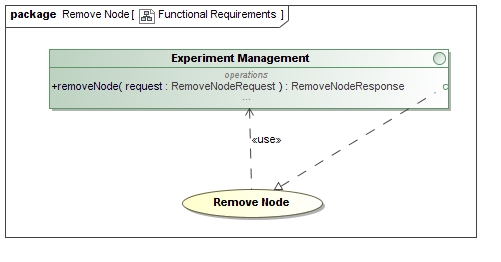 package Remove Node [ Functional Requirements ]
Experiment Management
operations
+removeNode( request : RemoveNodeRequest ) : RemoveNodeResponse
...
«use»
Remove Node